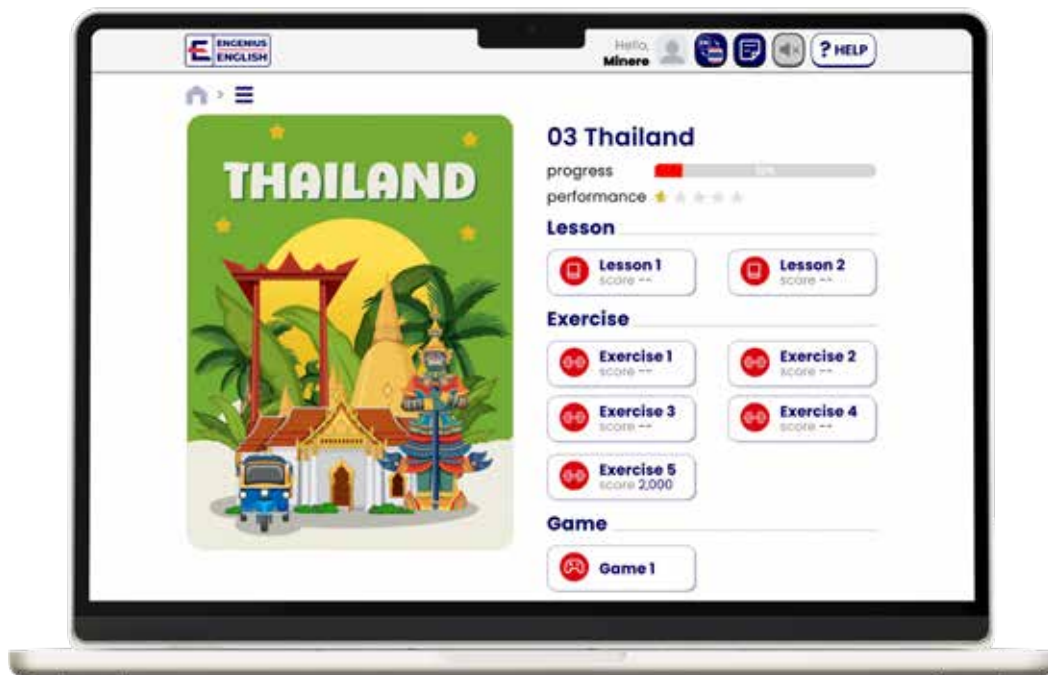 ENGENIUS
ENGLISH
Hello,
Minero
? HELP
THAILAND
03 Thailand
progress
performance
Lesson
Lesson 1
score --
Lesson 2
score --
Exercise
Exercise 1
score --
Exercise 2
score --
Exercise 3
score --
Exercise 4
score --
Exercise 5
score 2,000
Game
Game 1